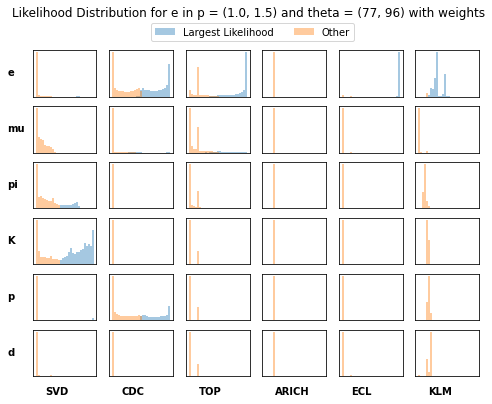 Likelihood Distribution for e in p = (1.0, 1.5) and theta = (77, 96) with weights
Largest Likelihood Other
e
mu
pi
K
p
d
SVD CDC TOP ARICH ECL KLM